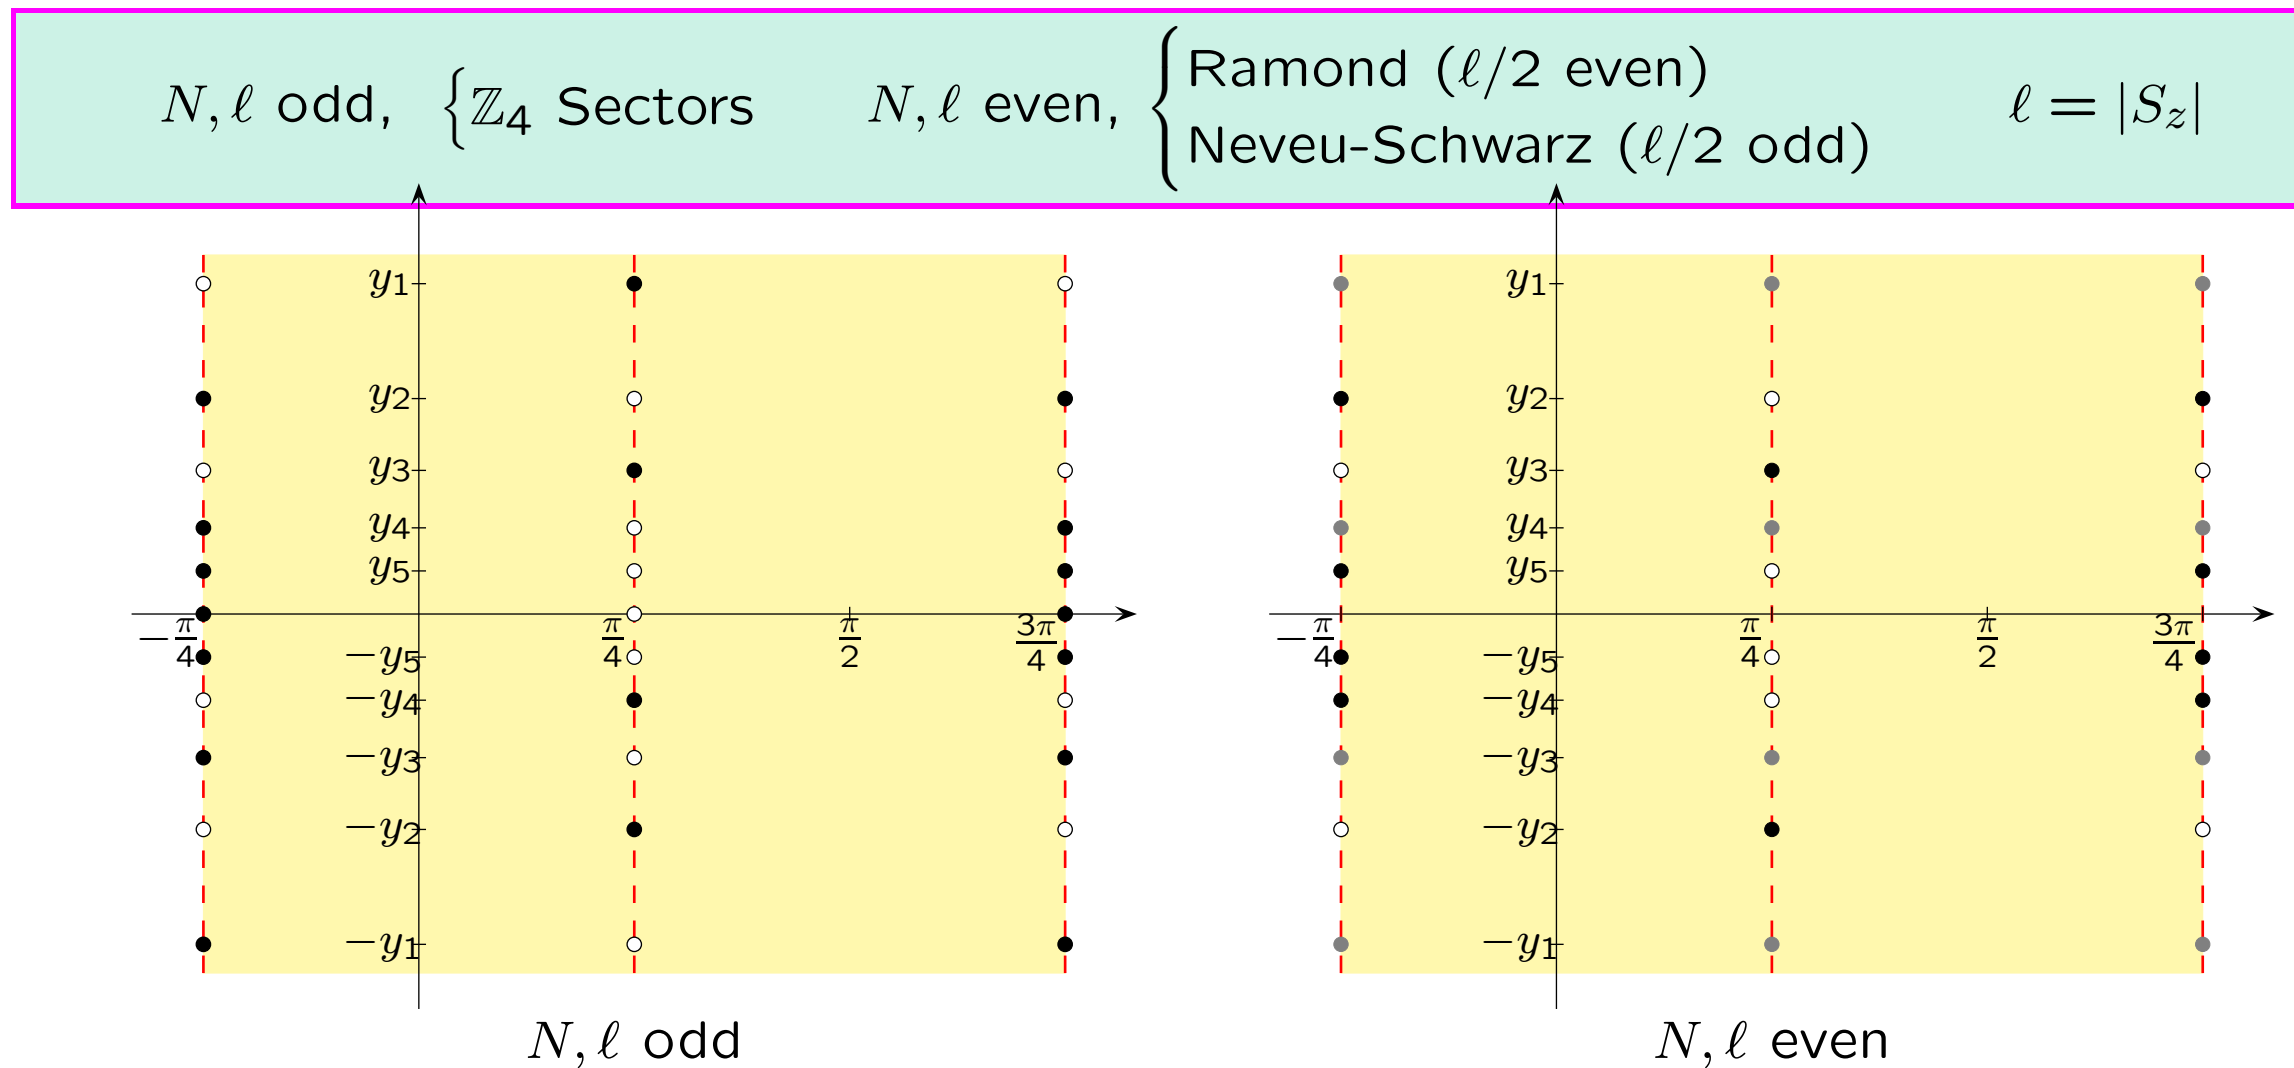 N, ℓ odd, { ℤ₄ Sectors N, ℓ even, { Ramond (ℓ/2 even) ℓ = |S_z|
Neveu-Schwarz (ℓ/2 odd)
y₁
y₂
y₃
y₄
y₅
−π/4 π/4 π/2 3π/4
−y₅
−y₄
−y₃
−y₂
−y₁
N, ℓ odd
y₁
y₂
y₃
y₄
y₅
−π/4 π/4 π/2 3π/4
−y₅
−y₄
−y₃
−y₂
−y₁
N, ℓ even